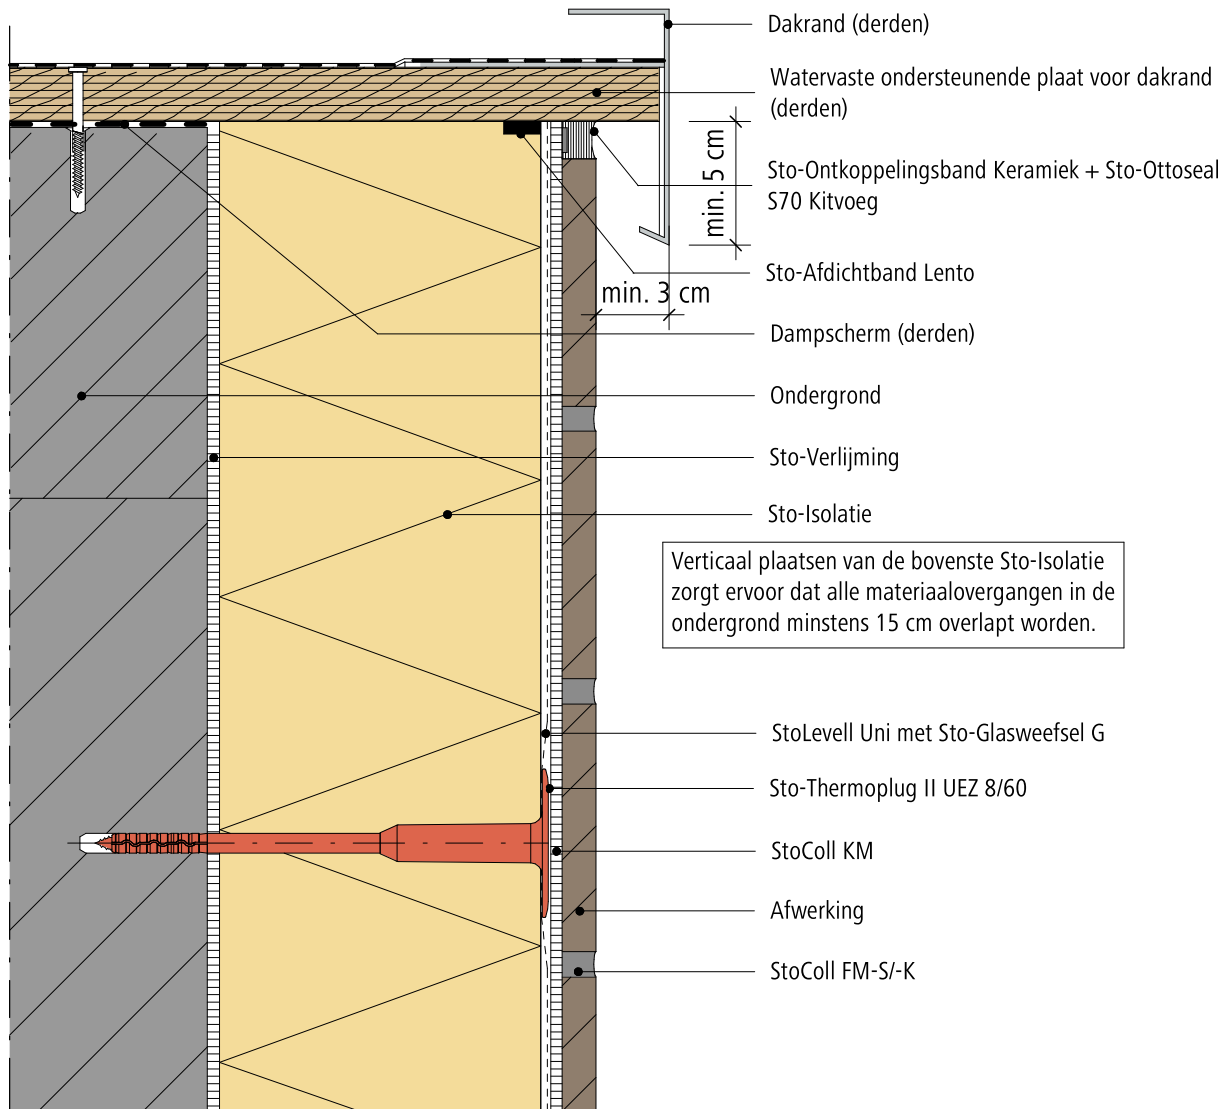 Dakrand (derden)
Watervaste ondersteunende plaat voor dakrand
(derden)
min. 5 cm
Sto-Ontkoppelingsband Keramiek + Sto-Ottoseal
S70 Kitvoeg
Sto-Afdichtband Lento
min. 3 cm
Dampscherm (derden)
Ondergrond
Sto-Verlijming
Sto-Isolatie
Verticaal plaatsen van de bovenste Sto-Isolatie
zorgt ervoor dat alle materiaalovergangen in de
ondergrond minstens 15 cm overlapt worden.
StoLevell Uni met Sto-Glasweefsel G
Sto-Thermoplug II UEZ 8/60
StoColl KM
Afwerking
StoColl FM-S/-K